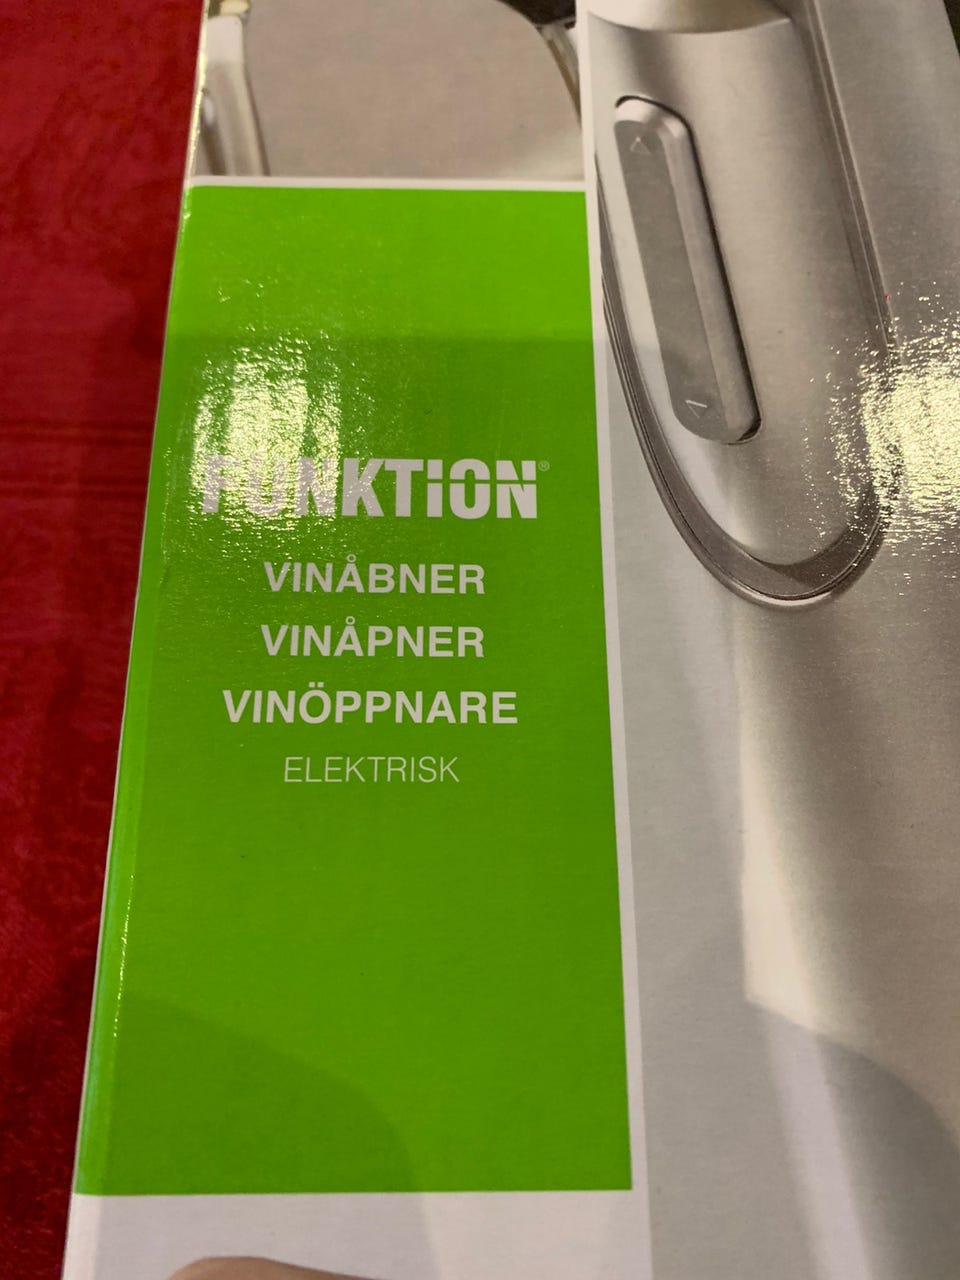 FUNKTION®
VINÅBNER
VINÅPNER
VINÖPPNARE
ELEKTRISK